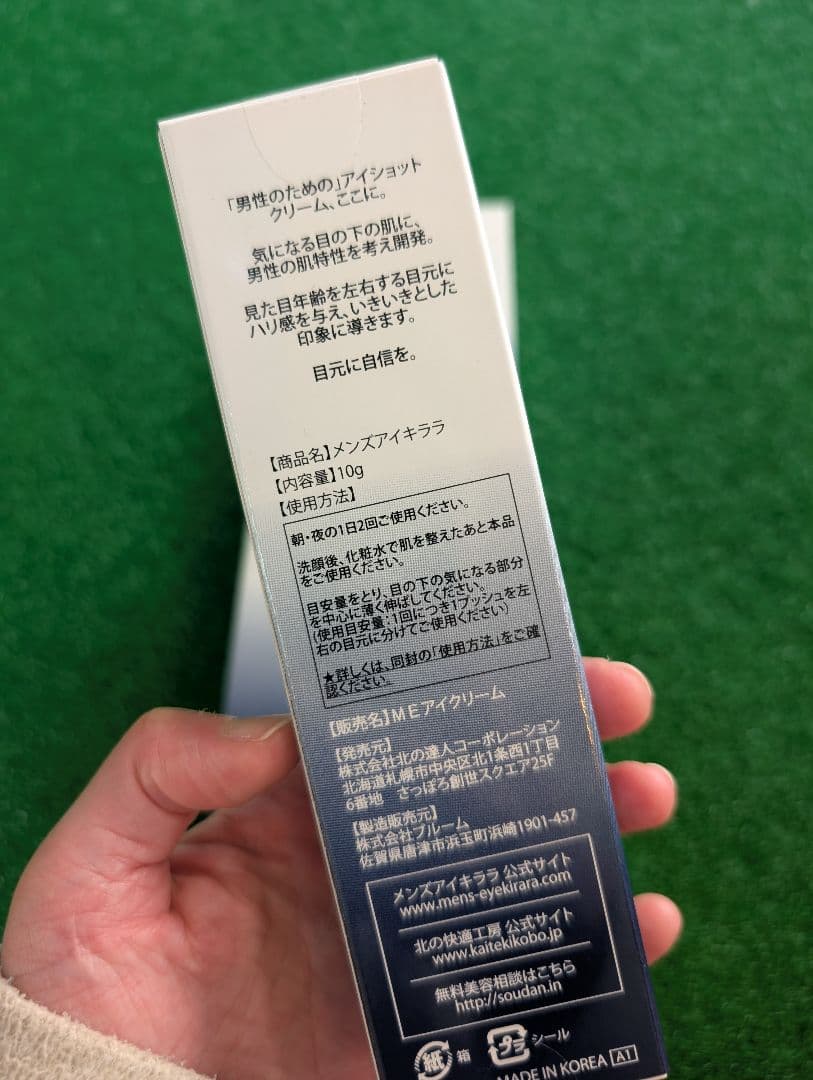 「男性のための」アイショット
クリーム、ここに。
気になる目の下の肌に、
男性の肌特性を考え開発。
見た目年齢を左右する目元に
ハリ感を与え、いきいきとした
印象に導きます。
目元に自信を。
【商品名】メンズアイキララ
【内容量】10g
【使用方法】
朝・夜の1日2回ご使用ください。
洗顔後、化粧水で肌を整えたあと本品
をご使用ください。
目安量をとり、目の下の気になる部分
を中心に薄く伸ばしてください。
(使用目安量:1回につき1プッシュを左
右の目元に分けてご使用ください)
★詳しくは、同封の「使用方法」をご確
認ください。
【販売名】MEアイクリーム
【発売元】
株式会社北の達人コーポレーション
北海道札幌市中央区北1条西1丁目
6番地 さっぽろ創世スクエア25F
【製造販売元】
株式会社ブルーム
佐賀県唐津市浜玉町浜崎1901-457
メンズアイキララ 公式サイト
www.mens-eyekirara.com
北の快適工房 公式サイト
www.kaitekikobo.jp
無料美容相談はこちら
http://soudan.in
紙 箱 プラ シール
MADE IN KOREA A1